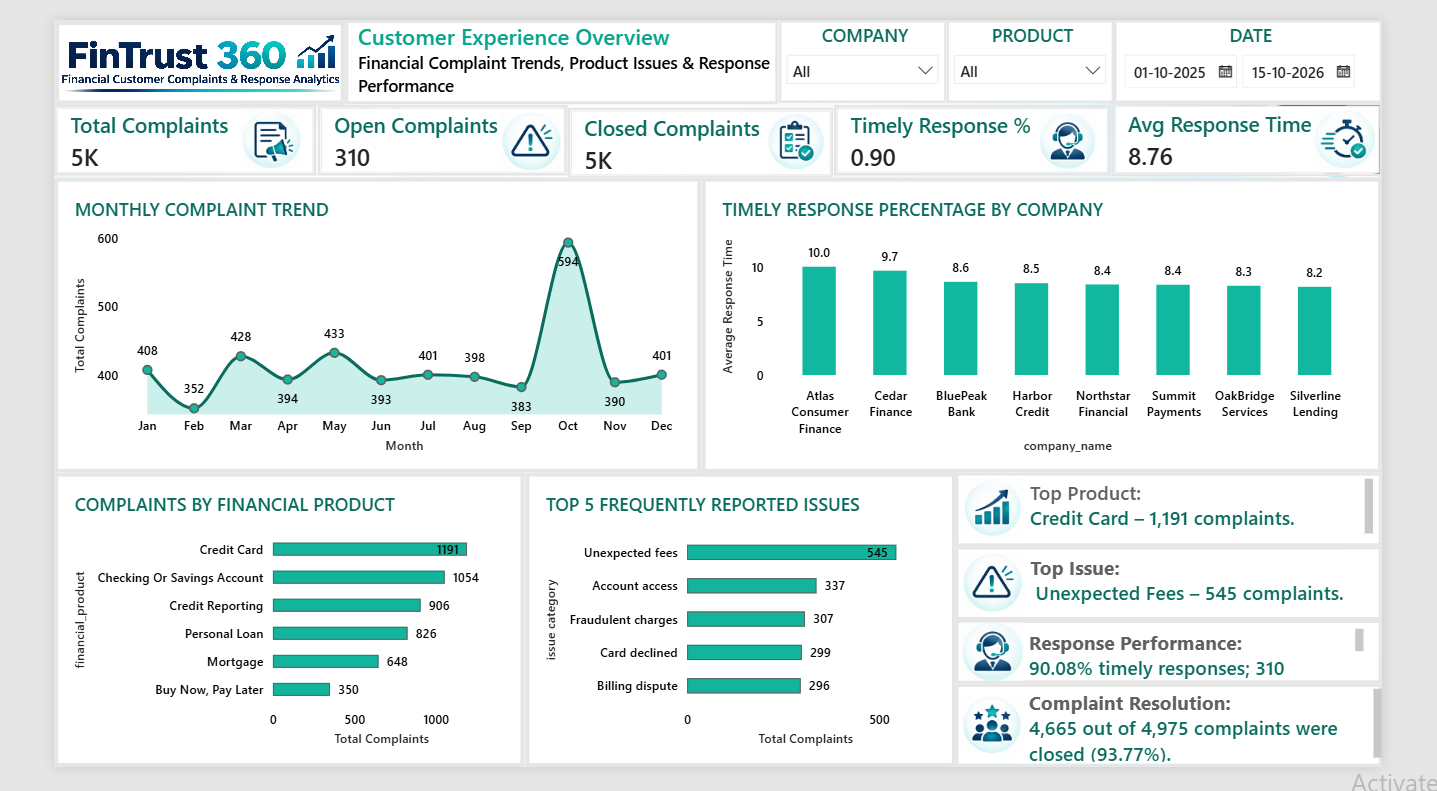 FinTrust 360
Financial Customer Complaints & Response Analytics
Customer Experience Overview
Financial Complaint Trends, Product Issues & Response
Performance
COMPANY
All
PRODUCT
All
DATE
01-10-2025
15-10-2026
Total Complaints
5K
Open Complaints
310
Closed Complaints
5K
Timely Response %
0.90
Avg Response Time
8.76
MONTHLY COMPLAINT TREND
Total Complaints
600
500
400
408
352
428
394
433
393
401
398
383
594
390
401
Jan Feb Mar Apr May Jun Jul Aug Sep Oct Nov Dec
Month
TIMELY RESPONSE PERCENTAGE BY COMPANY
Average Response Time
10
5
0
10.0 9.7 8.6 8.5 8.4 8.4 8.3 8.2
Atlas Cedar BluePeak Harbor Northstar Summit OakBridge Silverline
Consumer Finance Bank Credit Financial Payments Services Lending
Finance
company_name
COMPLAINTS BY FINANCIAL PRODUCT
financial_product
Credit Card 1191
Checking Or Savings Account 1054
Credit Reporting 906
Personal Loan 826
Mortgage 648
Buy Now, Pay Later 350
0 500 1000
Total Complaints
TOP 5 FREQUENTLY REPORTED ISSUES
issue category
Unexpected fees 545
Account access 337
Fraudulent charges 307
Card declined 299
Billing dispute 296
0 500
Total Complaints
Top Product:
Credit Card – 1,191 complaints.
Top Issue:
Unexpected Fees – 545 complaints.
Response Performance:
90.08% timely responses; 310
Complaint Resolution:
4,665 out of 4,975 complaints were
closed (93.77%).
Activate